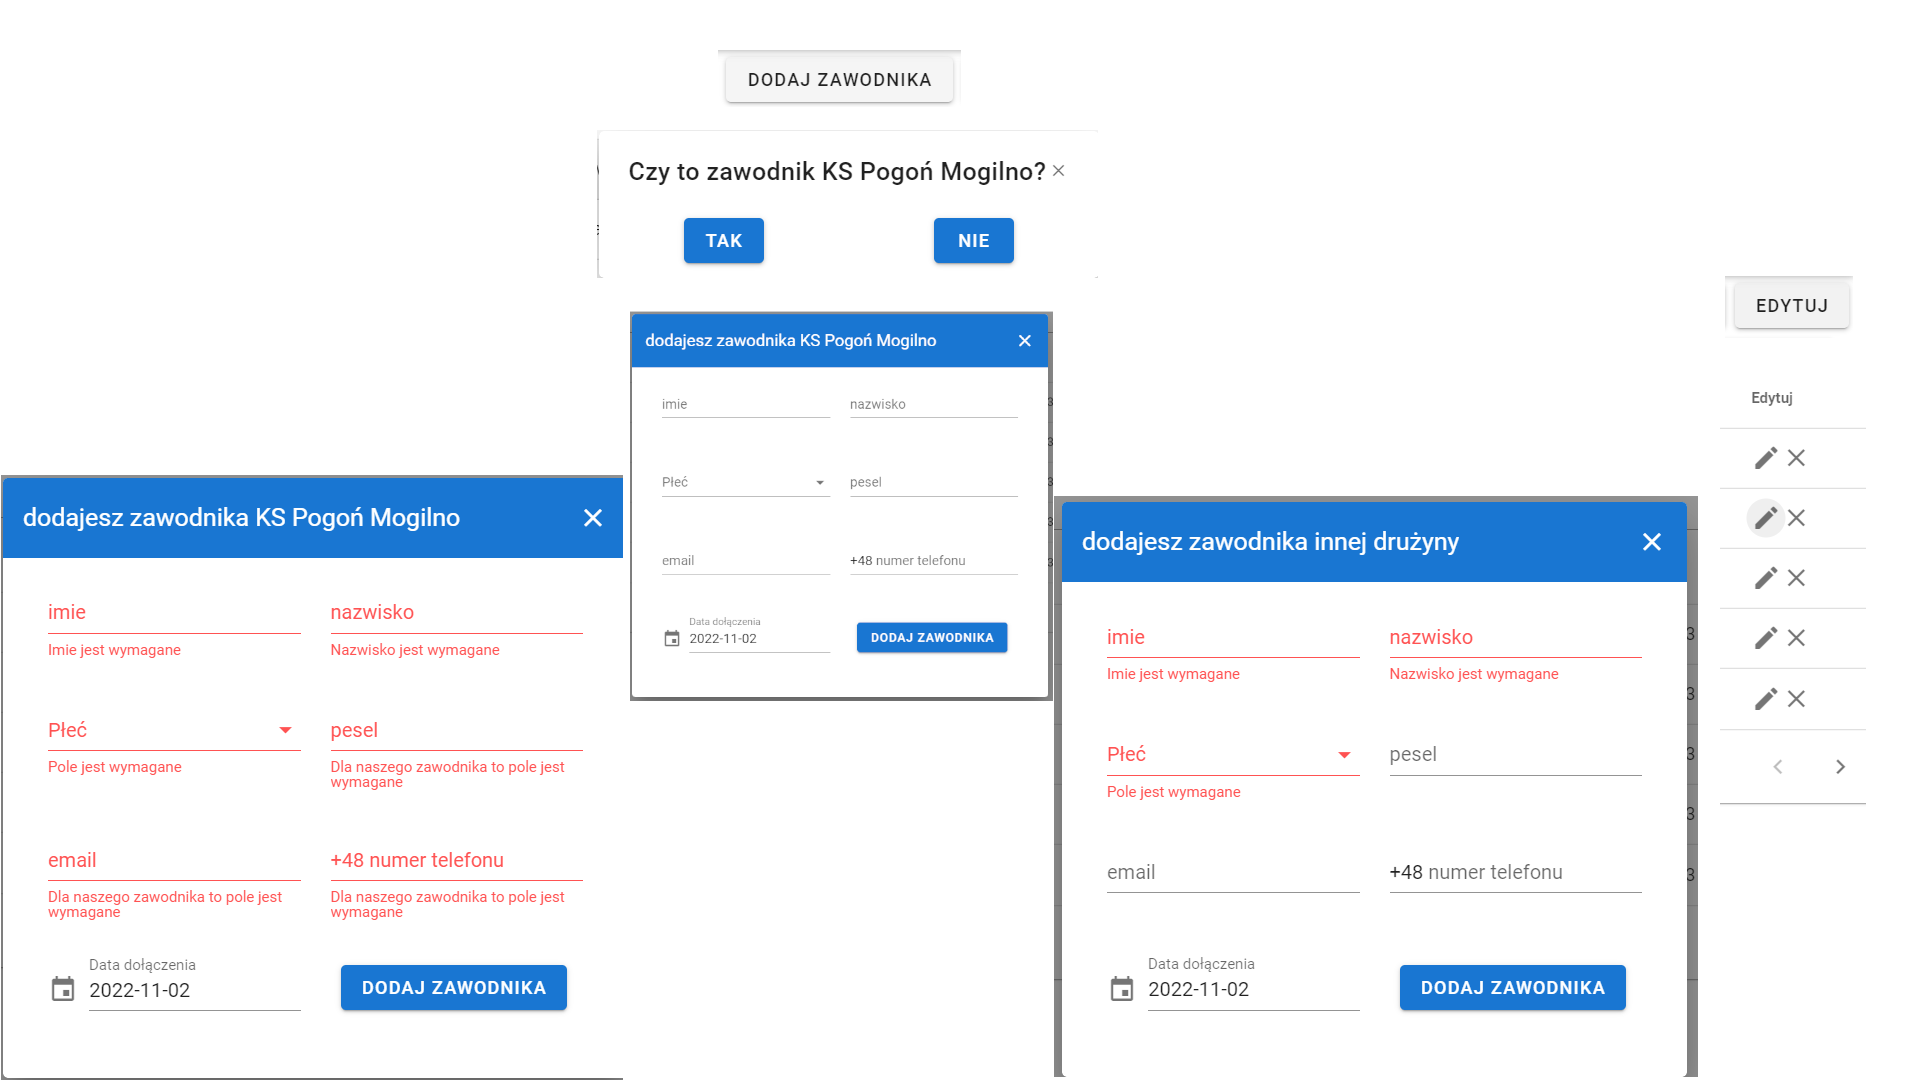 DODAJ ZAWODNIKA
Czy to zawodnik KS Pogoń Mogilno?
TAK
NIE
dodajesz zawodnika KS Pogoń Mogilno
imie
nazwisko
Płeć
pesel
email
+48 numer telefonu
Data dołączenia
2022-11-02
DODAJ ZAWODNIKA
dodajesz zawodnika KS Pogoń Mogilno
imie
nazwisko
Imie jest wymagane
Nazwisko jest wymagane
Płeć
pesel
Pole jest wymagane
Dla naszego zawodnika to pole jest
wymagane
email
+48 numer telefonu
Dla naszego zawodnika to pole jest
wymagane
Dla naszego zawodnika to pole jest
wymagane
Data dołączenia
2022-11-02
DODAJ ZAWODNIKA
dodajesz zawodnika innej drużyny
imie
nazwisko
Imie jest wymagane
Nazwisko jest wymagane
Płeć
pesel
Pole jest wymagane
email
+48 numer telefonu
Data dołączenia
2022-11-02
DODAJ ZAWODNIKA
EDYTUJ
Edytuj